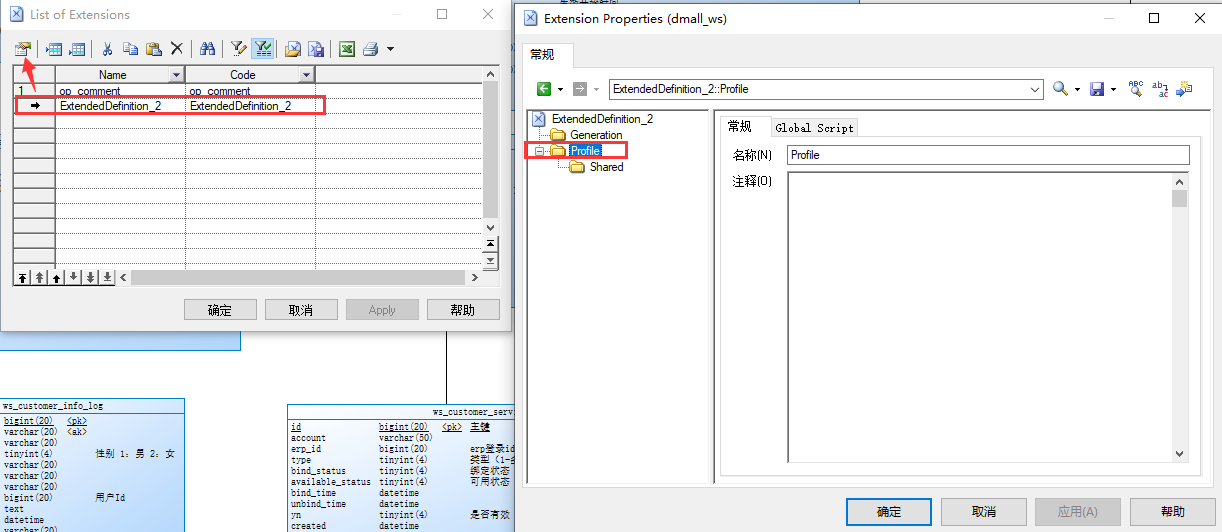 List of Extensions
Name
Code
1
op_comment
op_comment
ExtendedDefinition_2
ExtendedDefinition_2
确定
取消
Apply
帮助
ws_customer_info_log
bigint(20) <pk>
varchar(20) <ak>
varchar(20)
tinyint(4) 性别 1：男 2：女
varchar(20)
varchar(20)
varchar(20)
bigint(20) 用户Id
text
datetime
varchar(20)
ws_customer_servi
id bigint(20) <pk> 主键
account varchar(50)
erp_id bigint(20) erp登录id
type tinyint(4) 类型（1-
bind_status tinyint(4) 绑定状态
available_status tinyint(4) 可用状态
bind_time datetime
unbind_time datetime
yn tinyint(4) 是否有效
created datetime
Extension Properties (dmall_ws)
常规
ExtendedDefinition_2::Profile
ExtendedDefinition_2
Generation
Profile
Shared
常规
Global Script
名称(N)
Profile
注释(O)
确定
取消
应用(A)
帮助